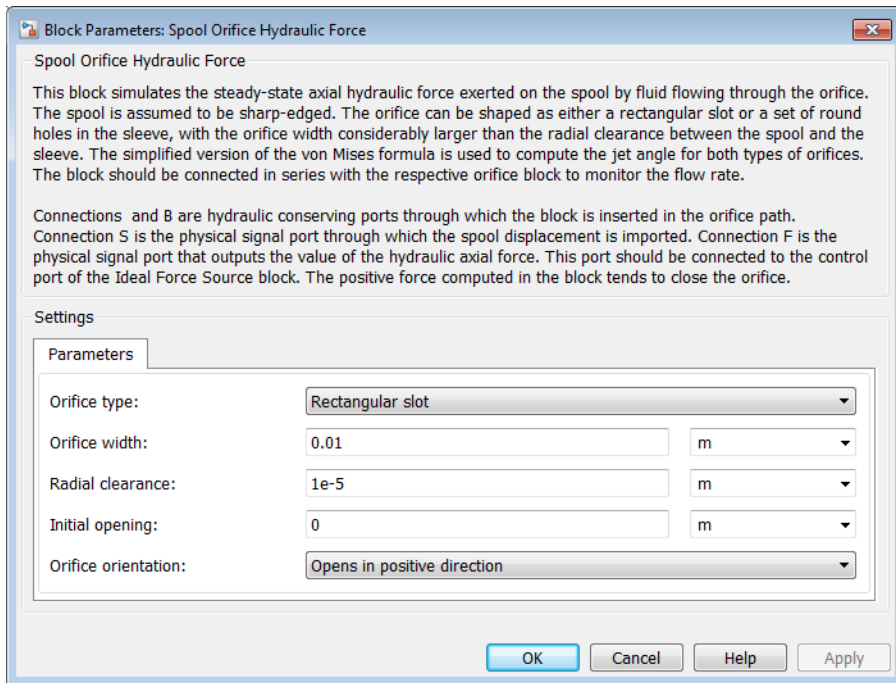 Block Parameters: Spool Orifice Hydraulic Force
Spool Orifice Hydraulic Force
This block simulates the steady-state axial hydraulic force exerted on the spool by fluid flowing through the orifice.
The spool is assumed to be sharp-edged. The orifice can be shaped as either a rectangular slot or a set of round
holes in the sleeve, with the orifice width considerably larger than the radial clearance between the spool and the
sleeve. The simplified version of the von Mises formula is used to compute the jet angle for both types of orifices.
The block should be connected in series with the respective orifice block to monitor the flow rate.
Connections  and B are hydraulic conserving ports through which the block is inserted in the orifice path.
Connection S is the physical signal port through which the spool displacement is imported. Connection F is the
physical signal port that outputs the value of the hydraulic axial force. This port should be connected to the control
port of the Ideal Force Source block. The positive force computed in the block tends to close the orifice.
Settings
Parameters
Orifice type: Rectangular slot
Orifice width: 0.01 m
Radial clearance: 1e-5 m
Initial opening: 0 m
Orifice orientation: Opens in positive direction
OK Cancel Help Apply